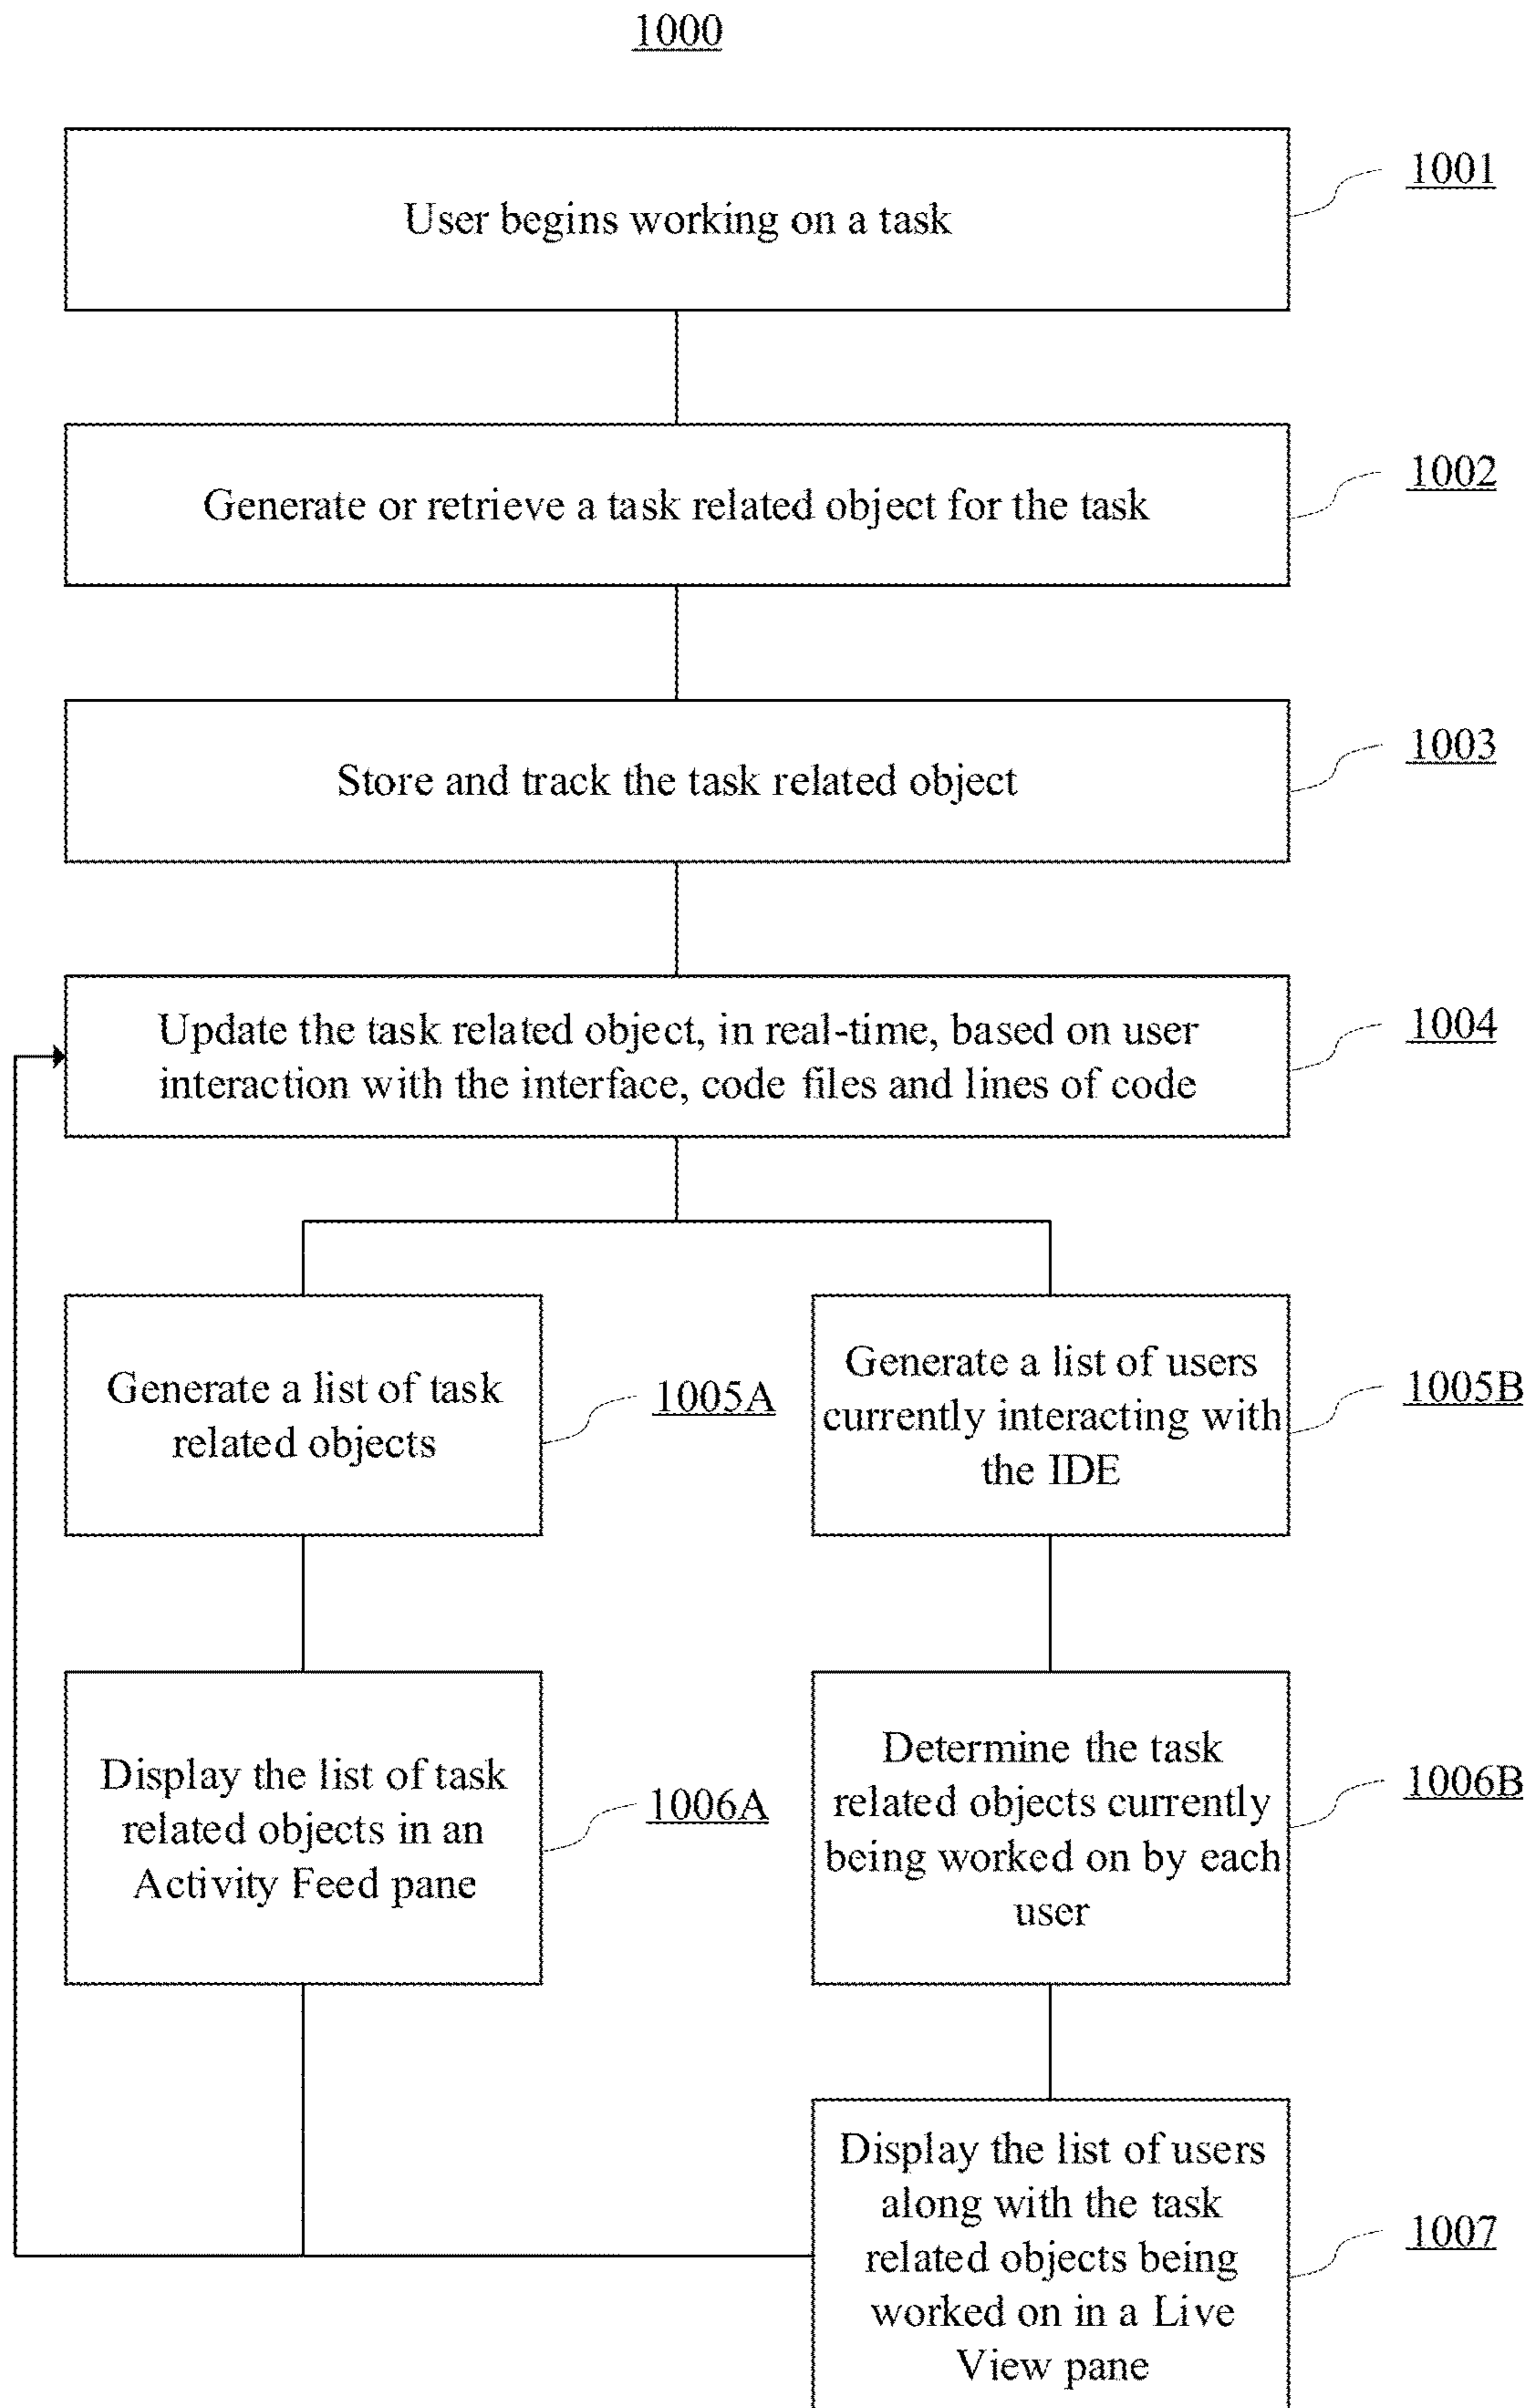 1000
User begins working on a task
1001
Generate or retrieve a task related object for the task
1002
Store and track the task related object
1003
Update the task related object, in real-time, based on user
interaction with the interface, code files and lines of code
1004
Generate a list of task
related objects
1005A
Generate a list of users
currently interacting with
the IDE
1005B
Display the list of task
related objects in an
Activity Feed pane
1006A
Determine the task
related objects currently
being worked on by each
user
1006B
Display the list of users
along with the task
related objects being
worked on in a Live
View pane
1007